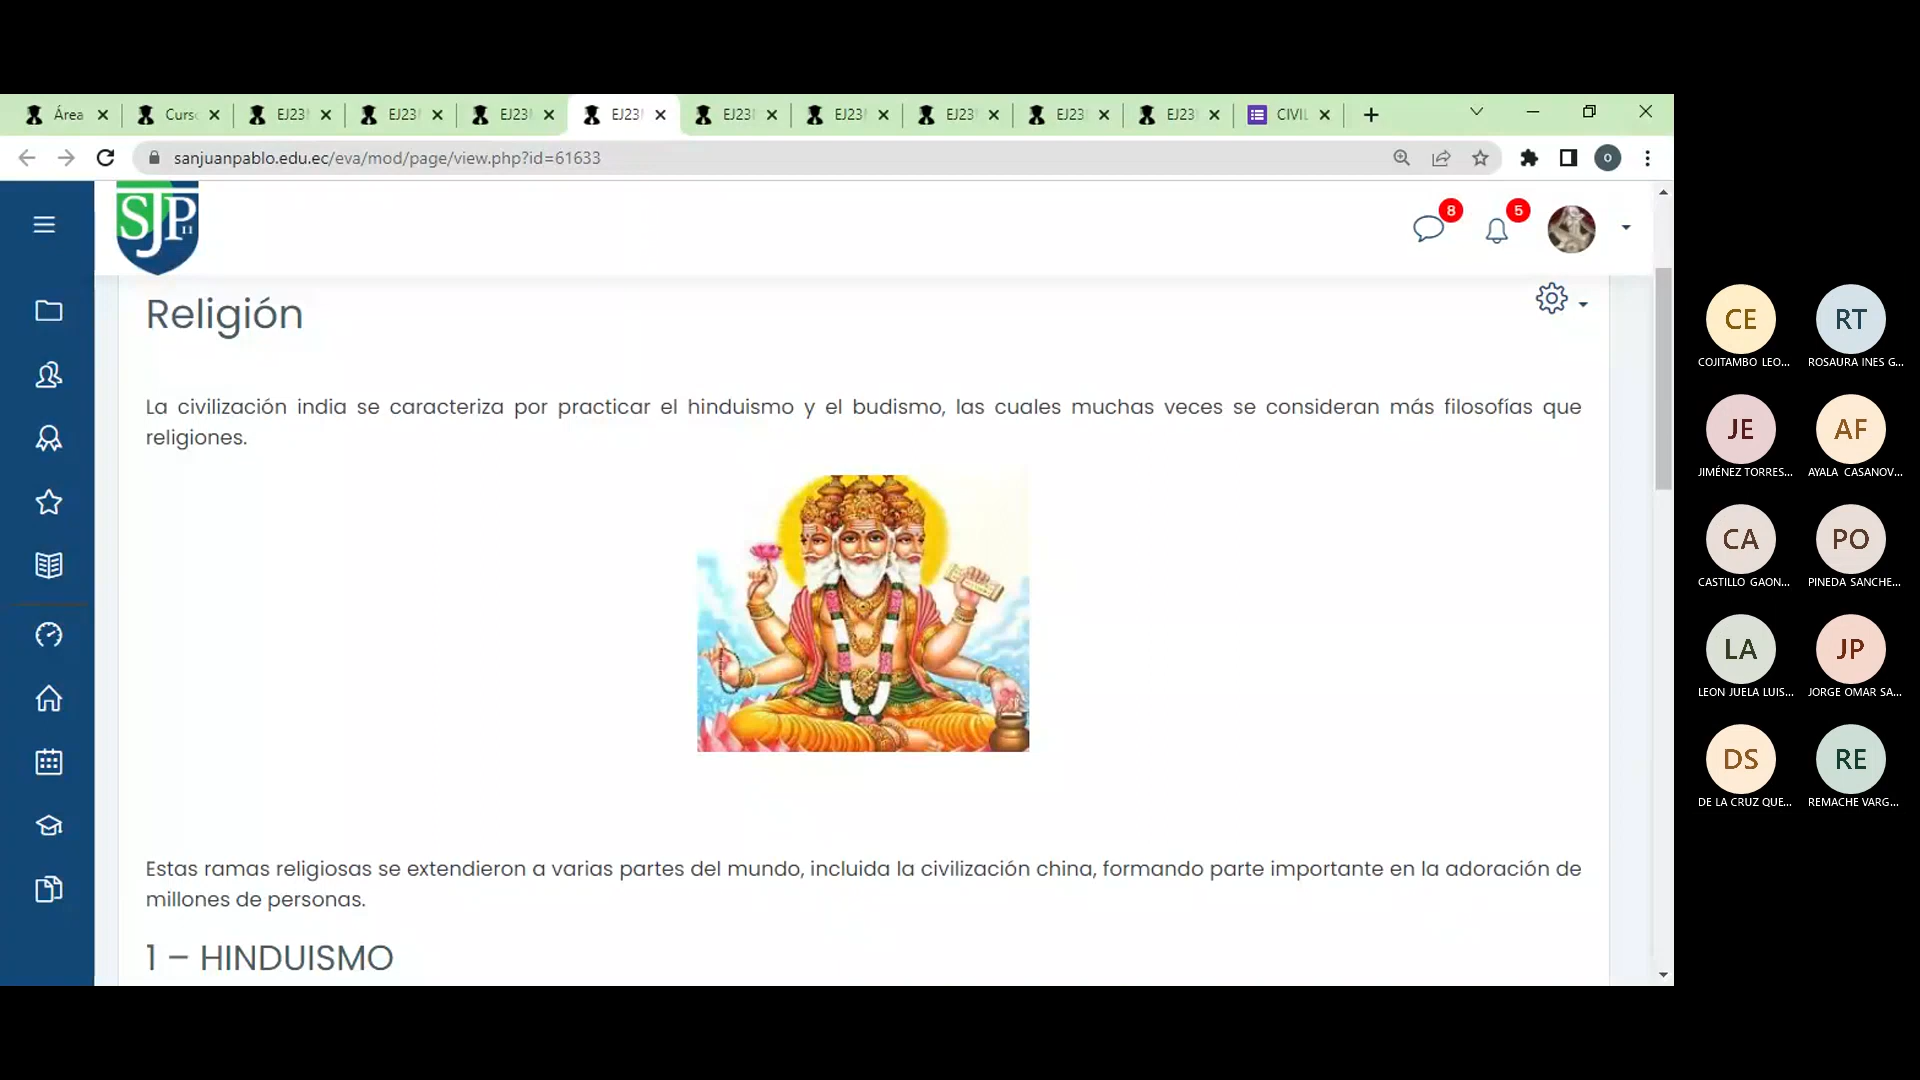 Área
Curs
EJ23
EJ23
EJ23
EJ23
EJ23
EJ23
EJ23
EJ23
EJ23
CIVIL
sanjuanpablo.edu.ec/eva/mod/page/view.php?id=61633
O
SJP
II
8
5
Religión
La civilización india se caracteriza por practicar el hinduismo y el budismo, las cuales muchas veces se consideran más filosofías que
religiones.
Estas ramas religiosas se extendieron a varias partes del mundo, incluida la civilización china, formando parte importante en la adoración de
millones de personas.
1 – HINDUISMO
CE
RT
COJITAMBO LEO...
ROSAURA INES G...
JE
AF
JIMÉNEZ TORRES...
AYALA CASANOV...
CA
PO
CASTILLO GAON...
PINEDA SANCHE...
LA
JP
LEON JUELA LUIS...
JORGE OMAR SA...
DS
RE
DE LA CRUZ QUE...
REMACHE VARG...